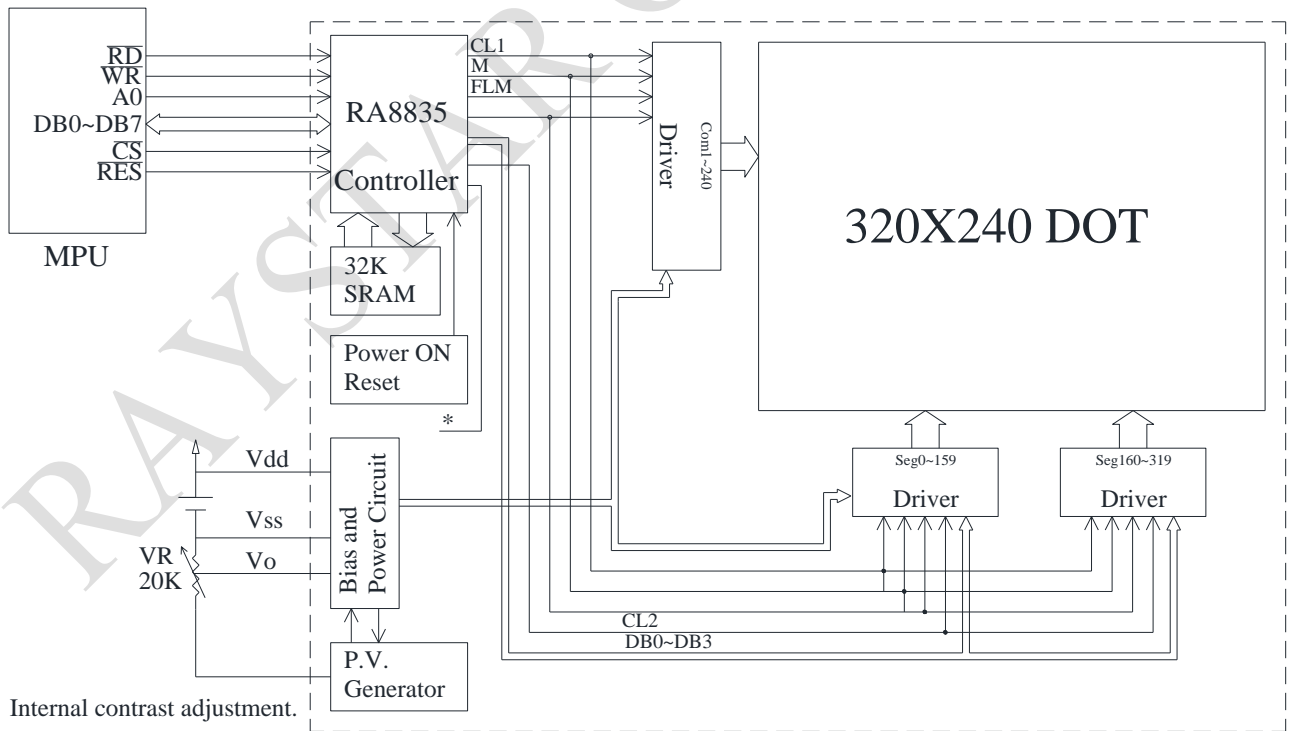 RAYSTAR
RD
WR
A0
DB0~DB7
CS
RES
MPU
RA8835
Controller
CL1
M
FLM
Driver
Com1~240
320X240 DOT
32K
SRAM
Power ON
Reset
*
Vdd
Vss
Vo
VR
20K
Bias and
Power Circuit
Seg0~159
Driver
Seg160~319
Driver
CL2
DB0~DB3
P.V.
Generator
Internal contrast adjustment.